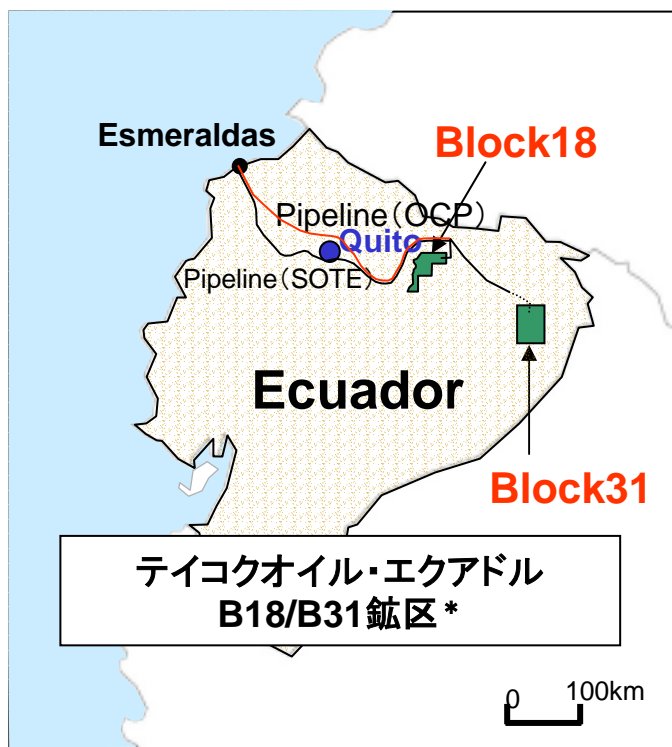 Esmeraldas
Block18
Pipeline（OCP）
Quito
Pipeline（SOTE）
Ecuador
Block31
テイコクオイル・エクアドル
B18/B31鉱区*
0 100km